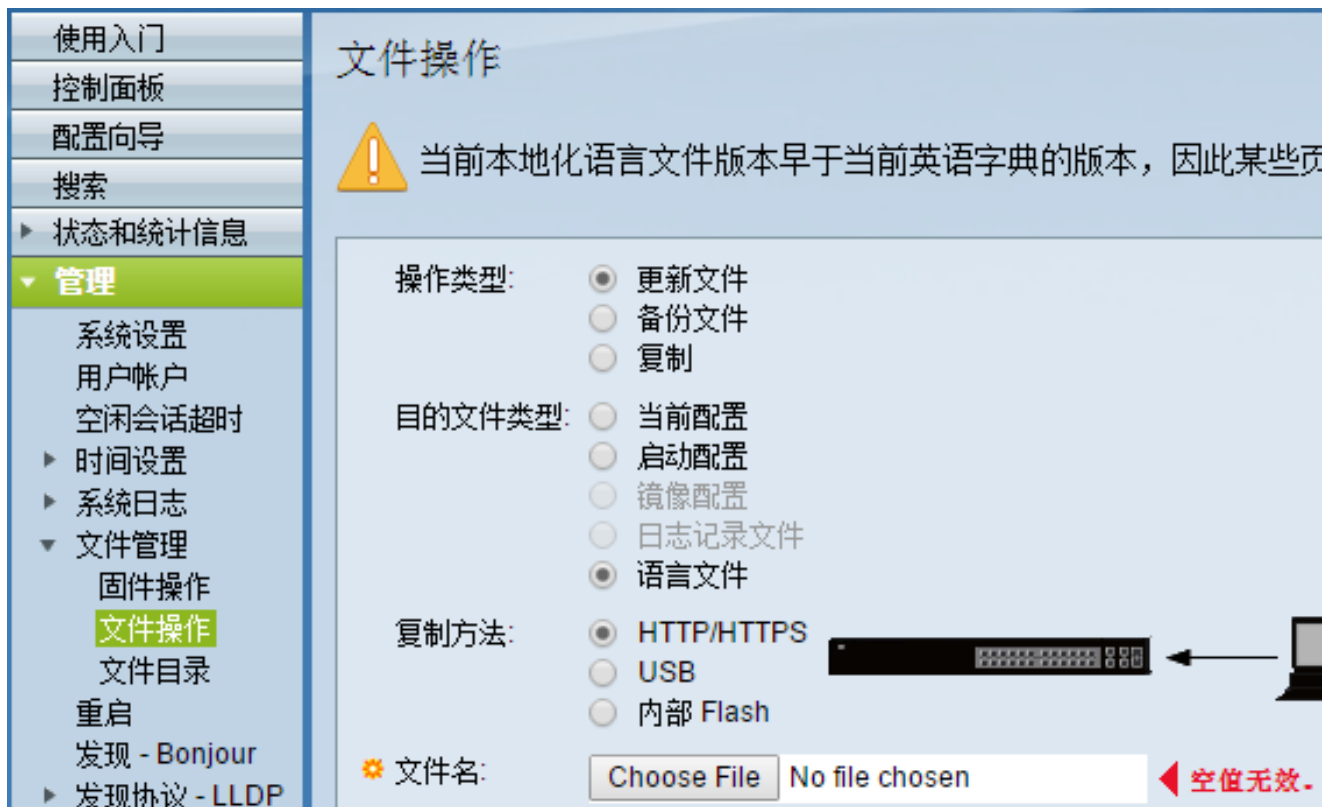 使用入门
控制面板
配置向导
搜索
状态和统计信息
管理
系统设置
用户帐户
空闲会话超时
时间设置
系统日志
文件管理
固件操作
文件操作
文件目录
重启
发现 - Bonjour
发现协议 - LLDP
文件操作
当前本地化语言文件版本早于当前英语字典的版本，因此某些页
操作类型: 更新文件
备份文件
复制
目的文件类型: 当前配置
启动配置
镜像配置
日志记录文件
语言文件
复制方法: HTTP/HTTPS
USB
内部 Flash
文件名: Choose File No file chosen 空值无效.